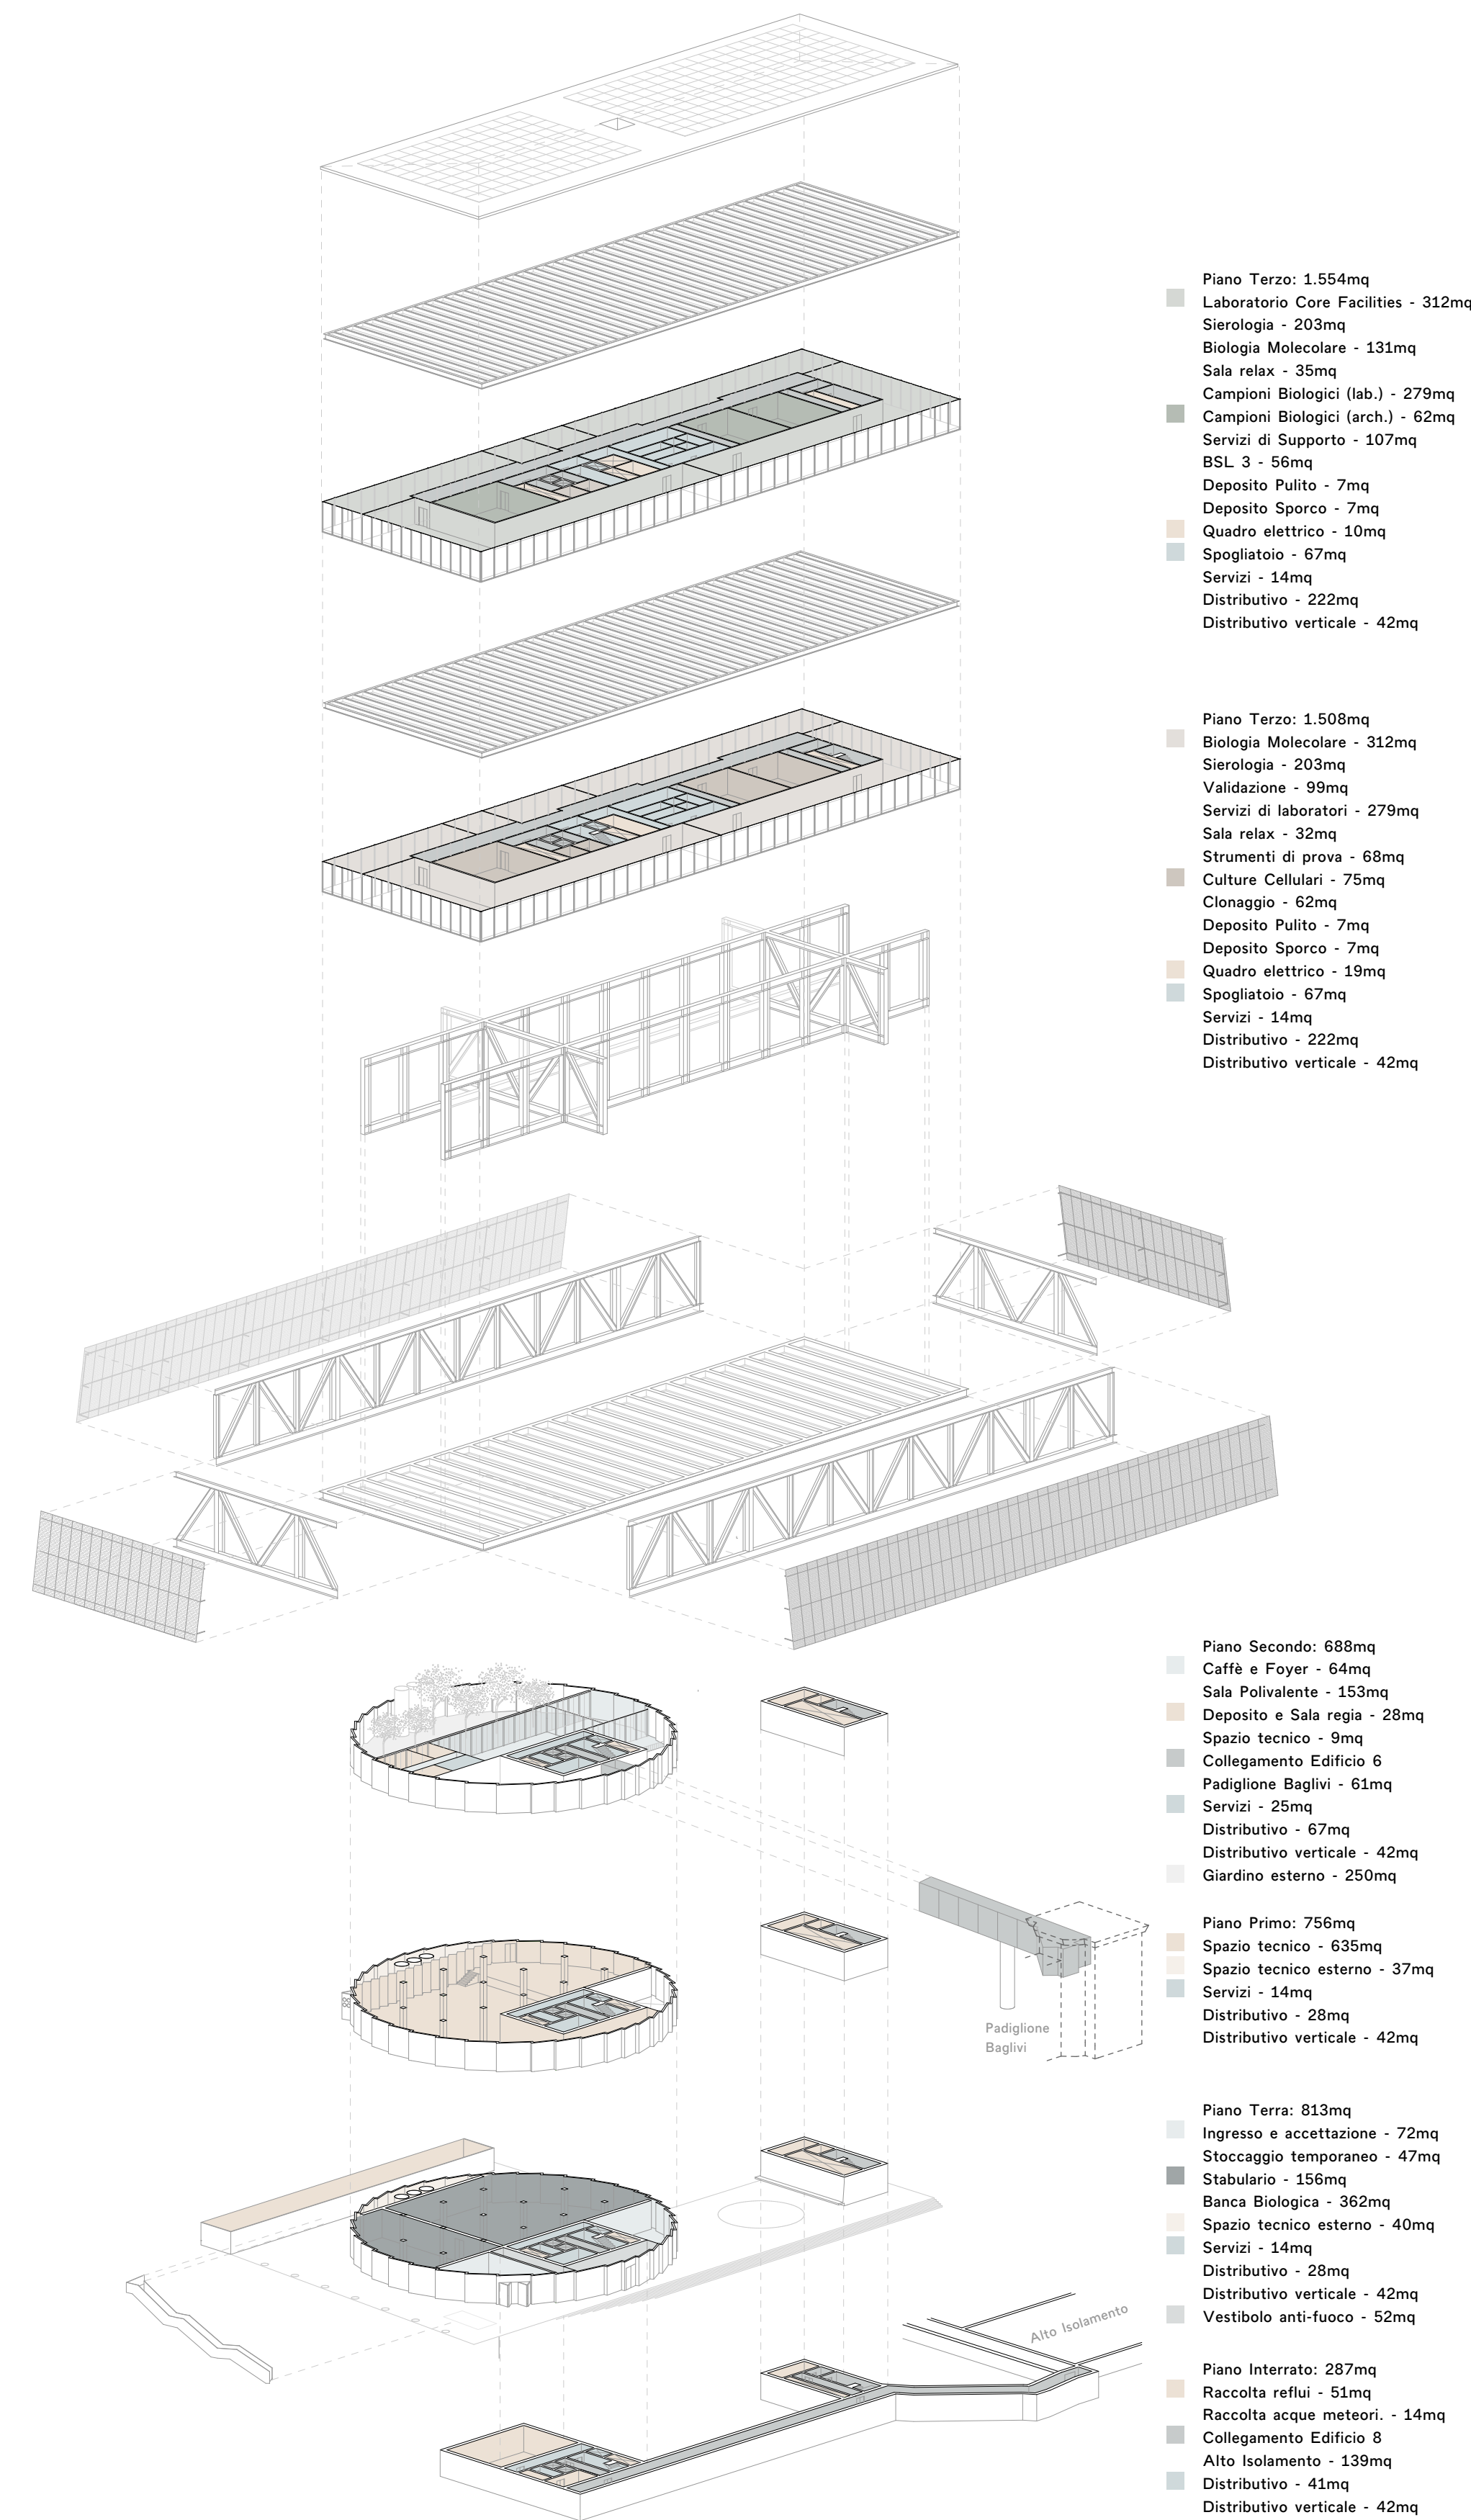 Piano Terzo: 1.554mq
Laboratorio Core Facilities - 312mq
Sierologia - 203mq
Biologia Molecolare - 131mq
Sala relax - 35mq
Campioni Biologici (lab.) - 279mq
Campioni Biologici (arch.) - 62mq
Servizi di Supporto - 107mq
BSL 3 - 56mq
Deposito Pulito - 7mq
Deposito Sporco - 7mq
Quadro elettrico - 10mq
Spogliatoio - 67mq
Servizi - 14mq
Distributivo - 222mq
Distributivo verticale - 42mq
Piano Terzo: 1.508mq
Biologia Molecolare - 312mq
Sierologia - 203mq
Validazione - 99mq
Servizi di laboratori - 279mq
Sala relax - 32mq
Strumenti di prova - 68mq
Culture Cellulari - 75mq
Clonaggio - 62mq
Deposito Pulito - 7mq
Deposito Sporco - 7mq
Quadro elettrico - 19mq
Spogliatoio - 67mq
Servizi - 14mq
Distributivo - 222mq
Distributivo verticale - 42mq
Piano Secondo: 688mq
Caffè e Foyer - 64mq
Sala Polivalente - 153mq
Deposito e Sala regia - 28mq
Spazio tecnico - 9mq
Collegamento Edificio 6
Padiglione Baglivi - 61mq
Servizi - 25mq
Distributivo - 67mq
Distributivo verticale - 42mq
Giardino esterno - 250mq
Piano Primo: 756mq
Spazio tecnico - 635mq
Spazio tecnico esterno - 37mq
Servizi - 14mq
Distributivo - 28mq
Distributivo verticale - 42mq
Padiglione
Baglivi
Piano Terra: 813mq
Ingresso e accettazione - 72mq
Stoccaggio temporaneo - 47mq
Stabulario - 156mq
Banca Biologica - 362mq
Spazio tecnico esterno - 40mq
Servizi - 14mq
Distributivo - 28mq
Distributivo verticale - 42mq
Vestibolo anti-fuoco - 52mq
Alto Isolamento
Piano Interrato: 287mq
Raccolta reflui - 51mq
Raccolta acque meteori. - 14mq
Collegamento Edificio 8
Alto Isolamento - 139mq
Distributivo - 41mq
Distributivo verticale - 42mq